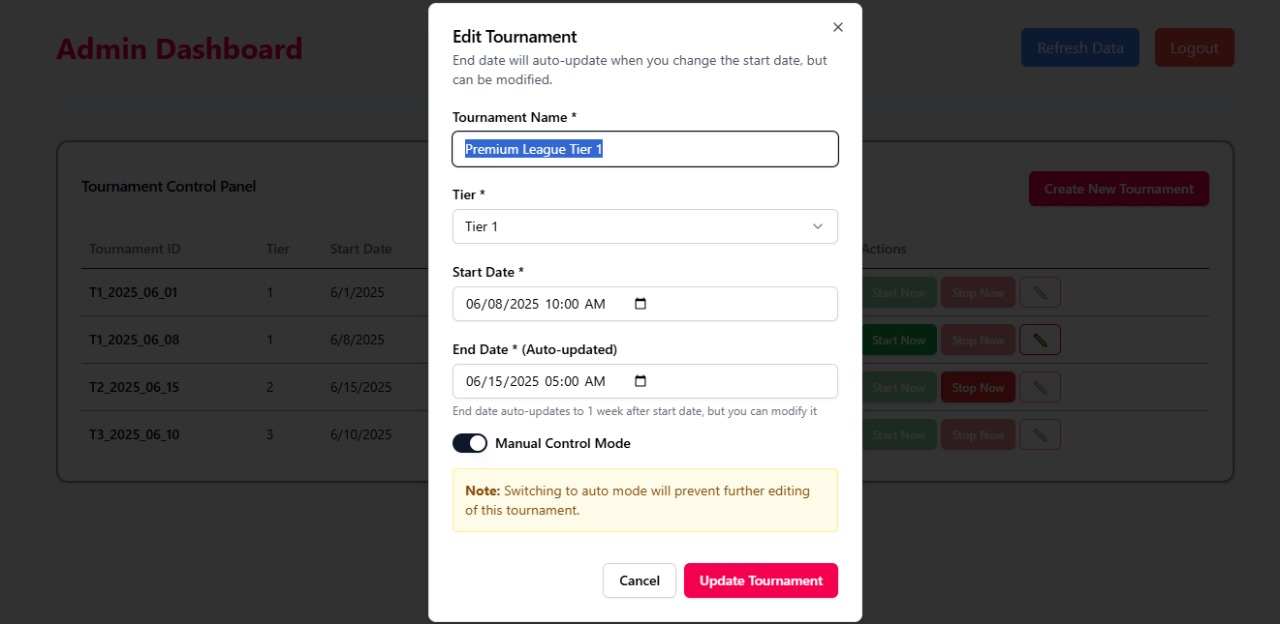 Admin Dashboard
Refresh Data
Logout
Tournament Control Panel
Create New Tournament
Tournament ID Tier Start Date Actions
T1_2025_06_01 1 6/1/2025 Start Now Stop Now
T1_2025_06_08 1 6/8/2025 Start Now Stop Now
T2_2025_06_15 2 6/15/2025 Start Now Stop Now
T3_2025_06_10 3 6/10/2025 Start Now Stop Now
Edit Tournament
End date will auto-update when you change the start date, but
can be modified.
Tournament Name *
Premium League Tier 1
Tier *
Tier 1
Start Date *
06/08/2025 10:00 AM
End Date * (Auto-updated)
06/15/2025 05:00 AM
End date auto-updates to 1 week after start date, but you can modify it
Manual Control Mode
Note: Switching to auto mode will prevent further editing
of this tournament.
Cancel
Update Tournament